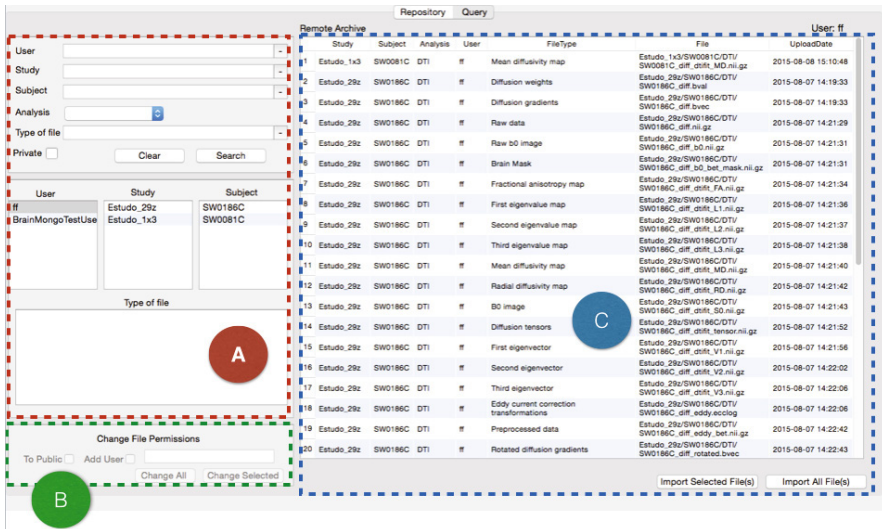 Repository Query
Remote Archive User: ff
User -
Study -
Subject -
Analysis
Type of file -
Private Clear Search
User Study Subject
ff Estudo_29z SW0186C
BrainMongoTestUse Estudo_1x3 SW0081C
Type of file
A
Change File Permissions
To Public Add User
Change All Change Selected
B
Study Subject Analysis User FileType File UploadDate
1 Estudo_1x3 SW0081C DTI ff Mean diffusivity map Estudo_1x3/SW0081C/DTI/ 2015-08-08 15:10:48
SW0081C_diff_dtifit_MD.nii.gz
2 Estudo_29z SW0186C DTI ff Diffusion weights Estudo_29z/SW0186C/DTI/ 2015-08-07 14:19:33
SW0186C_diff.bval
3 Estudo_29z SW0186C DTI ff Diffusion gradients Estudo_29z/SW0186C/DTI/ 2015-08-07 14:19:33
SW0186C_diff.bvec
4 Estudo_29z SW0186C DTI ff Raw data Estudo_29z/SW0186C/DTI/ 2015-08-07 14:21:29
SW0186C_diff.nii.gz
5 Estudo_29z SW0186C DTI ff Raw b0 image Estudo_29z/SW0186C/DTI/ 2015-08-07 14:21:31
SW0186C_diff_b0.nii.gz
6 Estudo_29z SW0186C DTI ff Brain Mask Estudo_29z/SW0186C/DTI/ 2015-08-07 14:21:31
SW0186C_diff_b0_bet_mask.nii.gz
7 Estudo_29z SW0186C DTI ff Fractional anisotropy map Estudo_29z/SW0186C/DTI/ 2015-08-07 14:21:34
SW0186C_diff_dtifit_FA.nii.gz
8 Estudo_29z SW0186C DTI ff First eigenvalue map Estudo_29z/SW0186C/DTI/ 2015-08-07 14:21:36
SW0186C_diff_dtifit_L1.nii.gz
9 Estudo_29z SW0186C DTI ff Second eigenvalue map Estudo_29z/SW0186C/DTI/ 2015-08-07 14:21:37
SW0186C_diff_dtifit_L2.nii.gz
10 Estudo_29z SW0186C DTI ff Third eigenvalue map Estudo_29z/SW0186C/DTI/ 2015-08-07 14:21:38
SW0186C_diff_dtifit_L3.nii.gz
11 Estudo_29z SW0186C DTI ff Mean diffusivity map Estudo_29z/SW0186C/DTI/ 2015-08-07 14:21:40
SW0186C_diff_dtifit_MD.nii.gz
12 Estudo_29z SW0186C DTI ff Radial diffusivity map Estudo_29z/SW0186C/DTI/ 2015-08-07 14:21:42
SW0186C_diff_dtifit_RD.nii.gz
13 Estudo_29z SW0186C DTI ff B0 image Estudo_29z/SW0186C/DTI/ 2015-08-07 14:21:43
SW0186C_diff_dtifit_S0.nii.gz
14 Estudo_29z SW0186C DTI ff Diffusion tensors Estudo_29z/SW0186C/DTI/ 2015-08-07 14:21:52
SW0186C_diff_dtifit_tensor.nii.gz
15 Estudo_29z SW0186C DTI ff First eigenvector Estudo_29z/SW0186C/DTI/ 2015-08-07 14:21:56
SW0186C_diff_dtifit_V1.nii.gz
16 Estudo_29z SW0186C DTI ff Second eigenvector Estudo_29z/SW0186C/DTI/ 2015-08-07 14:22:02
SW0186C_diff_dtifit_V2.nii.gz
17 Estudo_29z SW0186C DTI ff Third eigenvector Estudo_29z/SW0186C/DTI/ 2015-08-07 14:22:06
SW0186C_diff_dtifit_V3.nii.gz
18 Estudo_29z SW0186C DTI ff Eddy current correction Estudo_29z/SW0186C/DTI/ 2015-08-07 14:22:06
transformations SW0186C_diff_eddy.ecclog
19 Estudo_29z SW0186C DTI ff Preprocessed data Estudo_29z/SW0186C/DTI/ 2015-08-07 14:22:42
SW0186C_diff_eddy_bet.nii.gz
20 Estudo_29z SW0186C DTI ff Rotated diffusion gradients Estudo_29z/SW0186C/DTI/ 2015-08-07 14:22:43
SW0186C_diff_rotated.bvec
C
Import Selected File(s) Import All File(s)